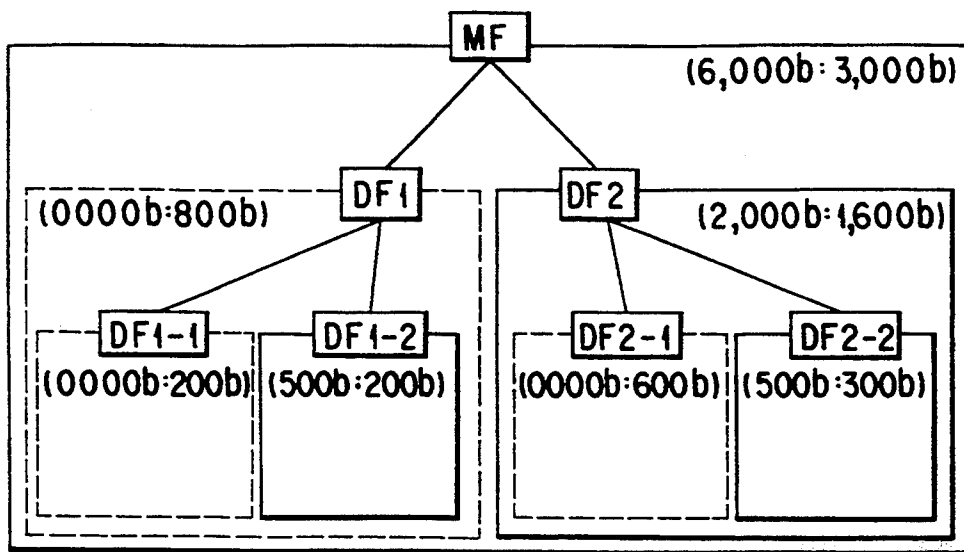 MF
(6,000b:3,000b)
DF1
DF2
(0000b:800b)
(2,000b:1,600b)
DF1-1
DF1-2
DF2-1
DF2-2
(0000b:200b)
(500b:200b)
(0000b:600b)
(500b:300b)